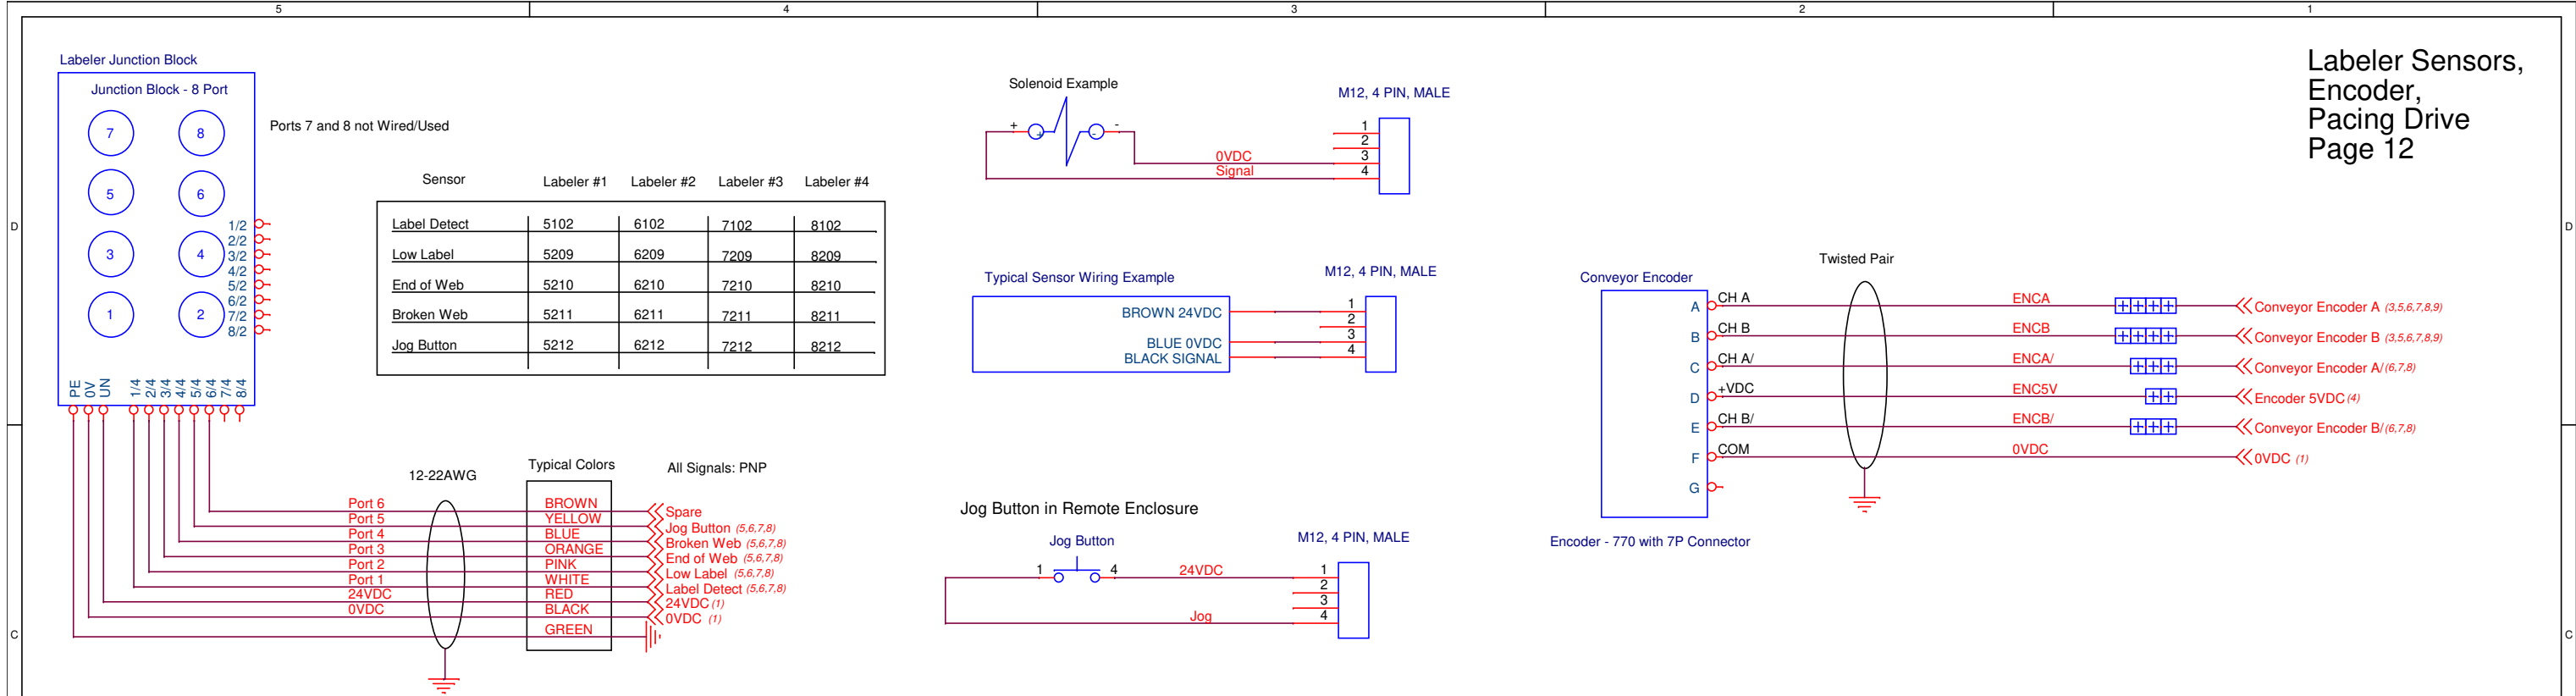 5 4 3 2 1
Labeler Sensors,
Encoder,
Pacing Drive
Page 12
Labeler Junction Block
Junction Block - 8 Port
7 8
5 6
3 4
1 2
1/2
2/2
3/2
4/2
5/2
6/2
7/2
8/2
PE 0V UN 1/4 2/4 3/4 4/4 5/4 6/4 7/4 8/4
Ports 7 and 8 not Wired/Used
Sensor Labeler #1 Labeler #2 Labeler #3 Labeler #4
Label Detect 5102 6102 7102 8102
Low Label 5209 6209 7209 8209
End of Web 5210 6210 7210 8210
Broken Web 5211 6211 7211 8211
Jog Button 5212 6212 7212 8212
12-22AWG
Typical Colors
All Signals: PNP
Port 6 BROWN Spare
Port 5 YELLOW Jog Button (5,6,7,8)
Port 4 BLUE Broken Web (5,6,7,8)
Port 3 ORANGE End of Web (5,6,7,8)
Port 2 PINK Low Label (5,6,7,8)
Port 1 WHITE Label Detect (5,6,7,8)
24VDC RED 24VDC (1)
0VDC BLACK 0VDC (1)
GREEN
Solenoid Example
M12, 4 PIN, MALE
+ + - -
1
2
0VDC 3
Signal 4
Typical Sensor Wiring Example
M12, 4 PIN, MALE
BROWN 24VDC 1
2
BLUE 0VDC 3
BLACK SIGNAL 4
Jog Button in Remote Enclosure
Jog Button
M12, 4 PIN, MALE
1 4 24VDC 1
2
3
Jog 4
Conveyor Encoder
Twisted Pair
A CH A ENCA Conveyor Encoder A (3,5,6,7,8,9)
B CH B ENCB Conveyor Encoder B (3,5,6,7,8,9)
C CH A/ ENCA/ Conveyor Encoder A/ (6,7,8)
D +VDC ENC5V Encoder 5VDC (4)
E CH B/ ENCB/ Conveyor Encoder B/ (6,7,8)
F COM 0VDC 0VDC (1)
G
Encoder - 770 with 7P Connector
D D
C C